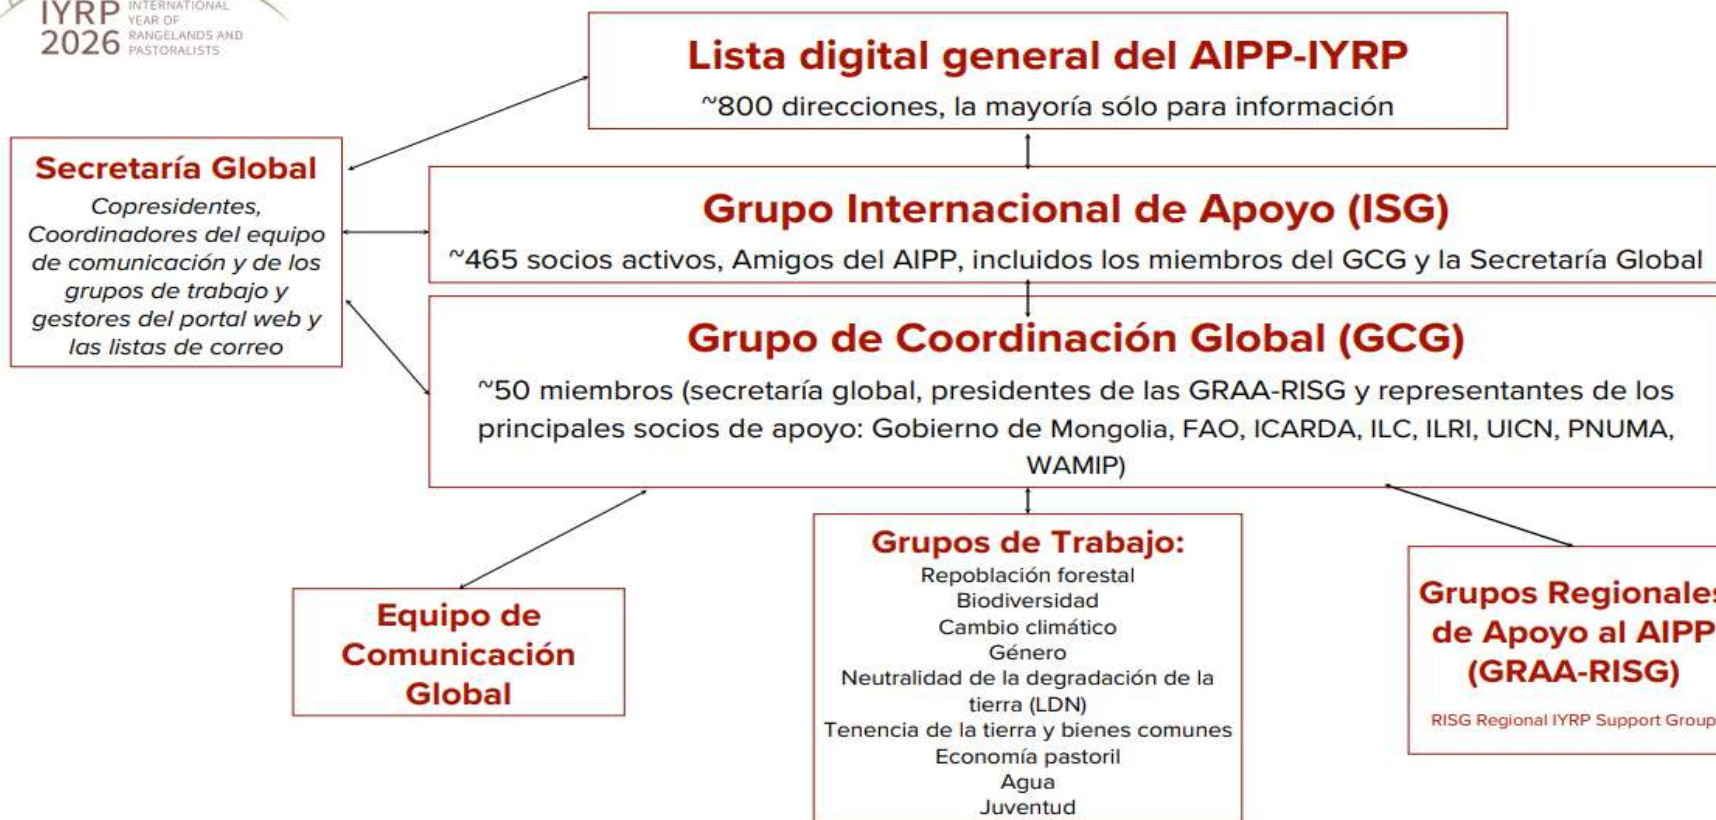 IYRP
2026
INTERNATIONAL
YEAR OF
RANGELANDS AND
PASTORALISTS
Lista digital general del AIPP-IYRP
~800 direcciones, la mayoría sólo para información
Secretaría Global
Copresidentes,
Coordinadores del equipo
de comunicación y de los
grupos de trabajo y
gestores del portal web y
las listas de correo
Grupo Internacional de Apoyo (ISG)
~465 socios activos, Amigos del AIPP, incluidos los miembros del GCG y la Secretaría Global
Grupo de Coordinación Global (GCG)
~50 miembros (secretaría global, presidentes de las GRAA-RISG y representantes de los
principales socios de apoyo: Gobierno de Mongolia, FAO, ICARDA, ILC, ILRI, UICN, PNUMA,
WAMIP)
Equipo de
Comunicación
Global
Grupos de Trabajo:
Repoblación forestal
Biodiversidad
Cambio climático
Género
Neutralidad de la degradación de la
tierra (LDN)
Tenencia de la tierra y bienes comunes
Economía pastoril
Agua
Juventud
Grupos Regionales
de Apoyo al AIPP
(GRAA-RISG)
RISG Regional IYRP Support Group